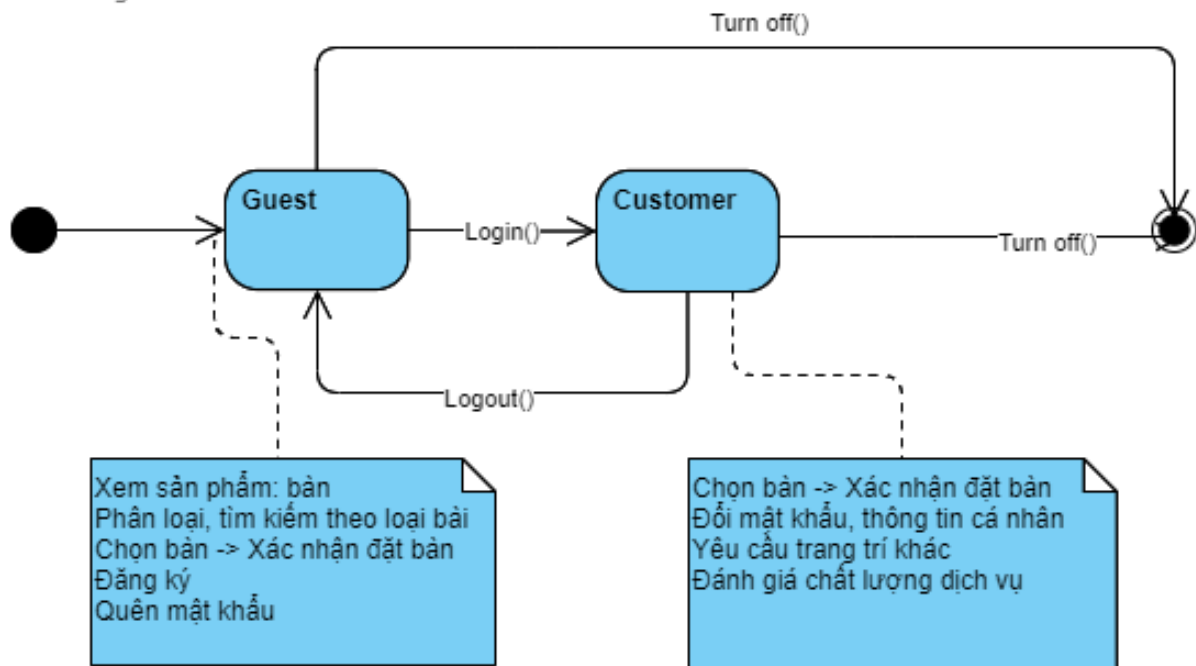 Turn off()
Guest
Customer
Login()
Turn off()
Logout()
Xem sản phẩm: bàn
Phân loại, tìm kiếm theo loại bài
Chọn bàn -> Xác nhận đặt bàn
Đăng ký
Quên mật khẩu
Chọn bàn -> Xác nhận đặt bàn
Đổi mật khẩu, thông tin cá nhân
Yêu cầu trang trí khác
Đánh giá chất lượng dịch vụ